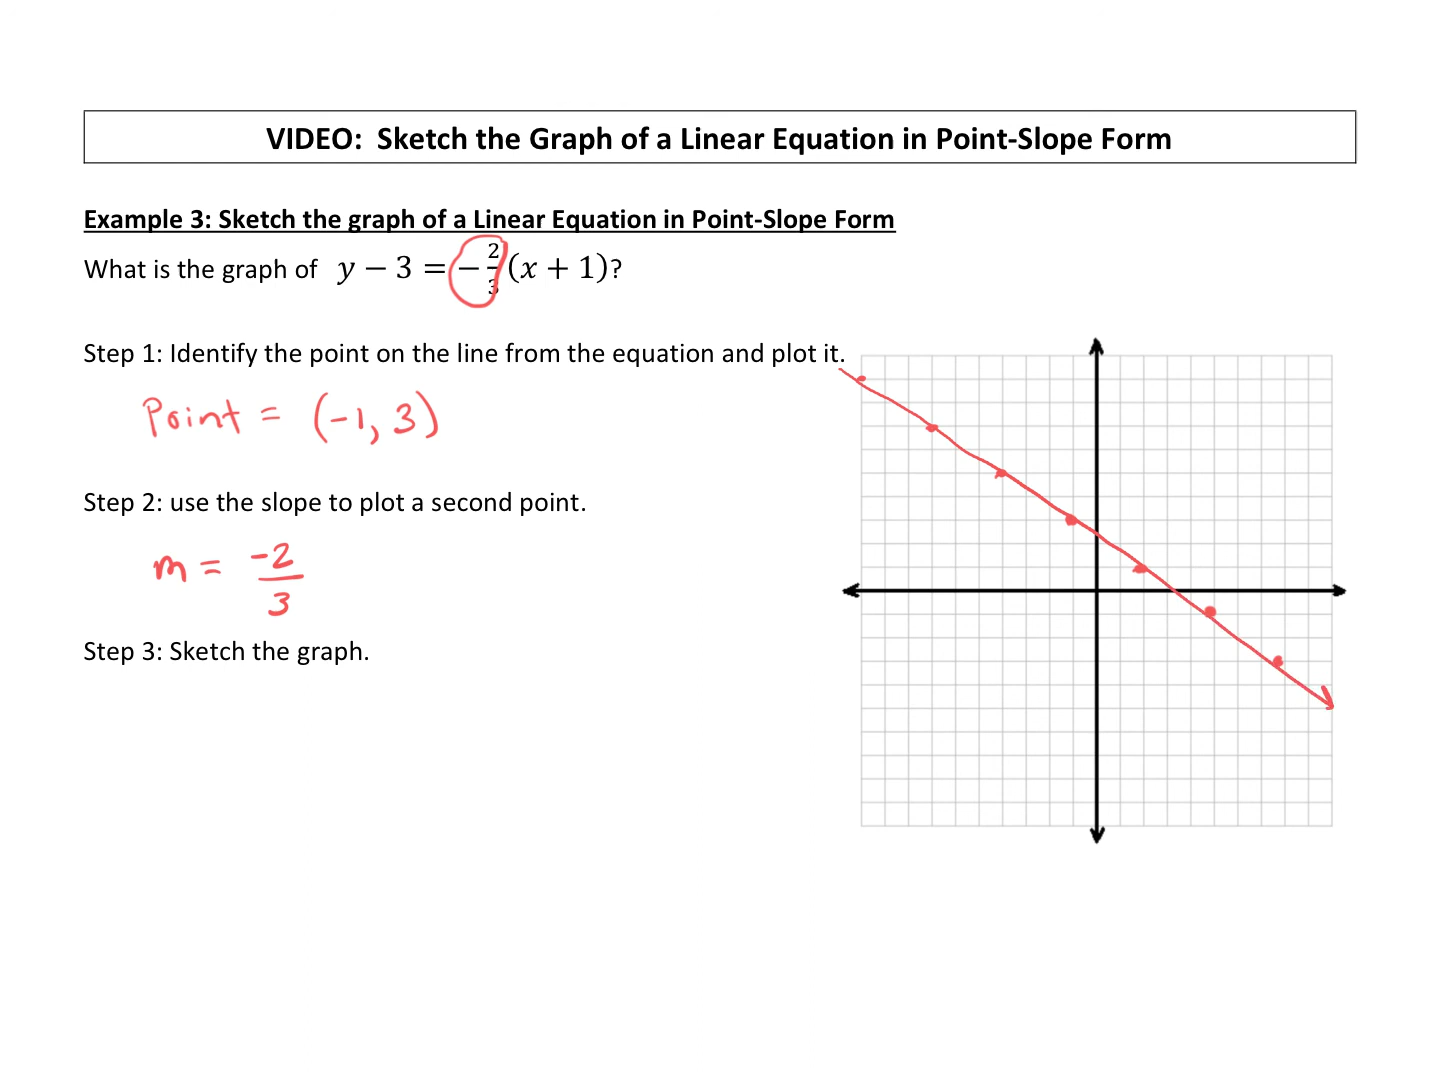 VIDEO: Sketch the Graph of a Linear Equation in Point-Slope Form
Example 3: Sketch the graph of a Linear Equation in Point-Slope Form
What is the graph of y − 3 = −2/3(x + 1)?
Step 1: Identify the point on the line from the equation and plot it.
Point = (-1, 3)
Step 2: use the slope to plot a second point.
m = -2/3
Step 3: Sketch the graph.